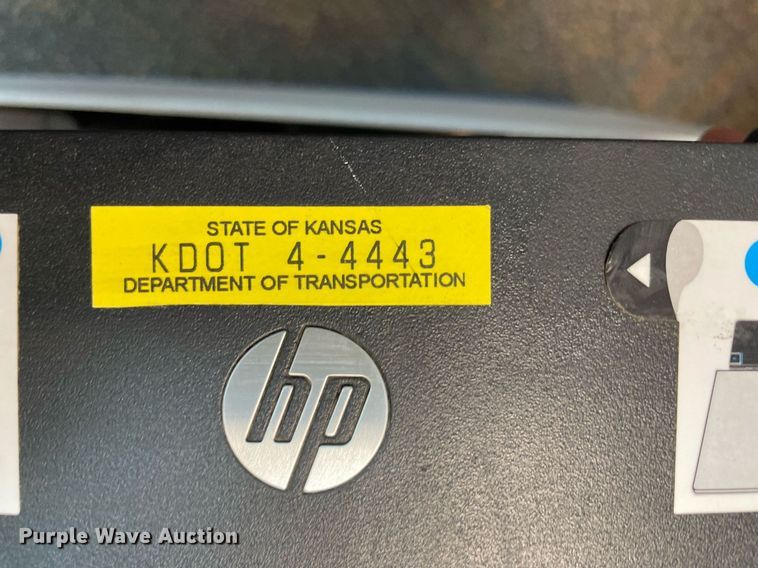 STATE OF KANSAS
KDOT 4-4443
DEPARTMENT OF TRANSPORTATION
hp
Purple Wave Auction